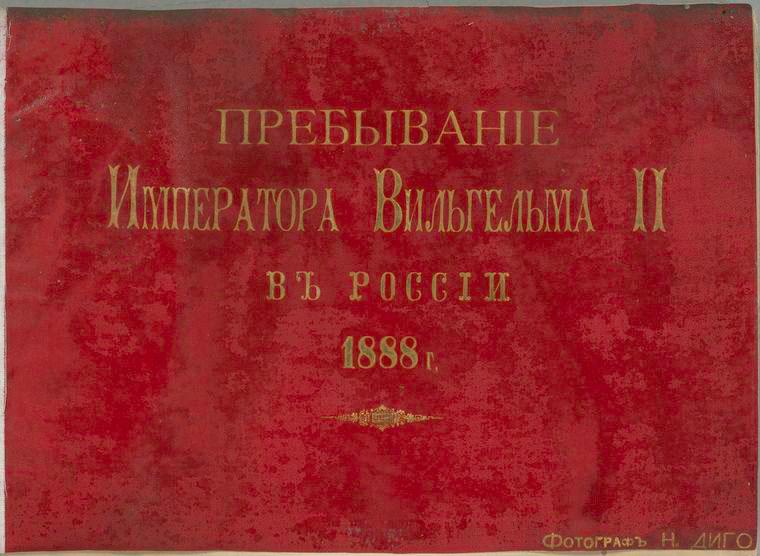 ПРЕБЫВАНІЕ
ИМПЕРАТОРА ВИЛЬГЕЛЬМА II
ВЪ РОССІИ
1888 г.
ФОТОГРАФЪ Н. ДИГО